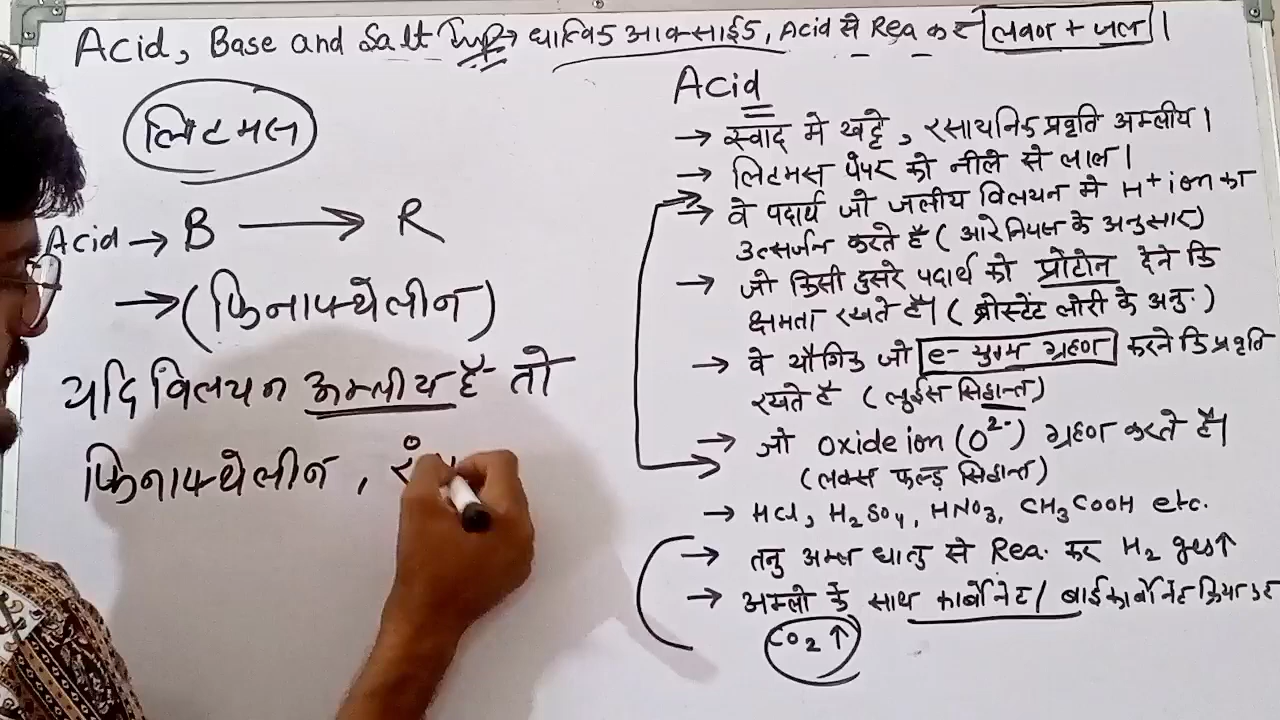 Acid, Base and Salt Imp→ धात्विक आक्साईड, Acid से Rea कर लवण + जल।
लिटमस
Acid → B → R
→ (फिनाफ्थेलीन)
यदि विलयन अम्लीय है तो
फिनाफ्थेलीन, रंग
Acid
→ स्वाद मे खट्टे, रसायनिक प्रवृति अम्लीय।
→ लिटमस पेपर को नीले से लाल।
→ वे पदार्थ जो जलीय विलयन मे H⁺ ion का
उत्सर्जन करते है (आरेनियस के अनुसार)
→ जो किसी दुसरे पदार्थ को प्रोटोन देने कि
क्षमता रखते है। (ब्रोस्टेंट लोरी के अनु.)
→ वे यौगिक जो e- युग्म ग्रहण करने कि प्रवृति
रखते है (लुईस सिद्धान्त)
→ जो oxide ion (O²⁻) ग्रहण करते है।
(लक्स फल्ड सिद्धान्त)
→ HCl, H₂SO₄, HNO₃, CH₃COOH etc.
→ तनु अम्ल धातु से Rea. कर H₂ gas↑
→ अम्लो के साथ कार्बोनेट/ बाईकार्बोनेट क्रिया कर
CO₂↑